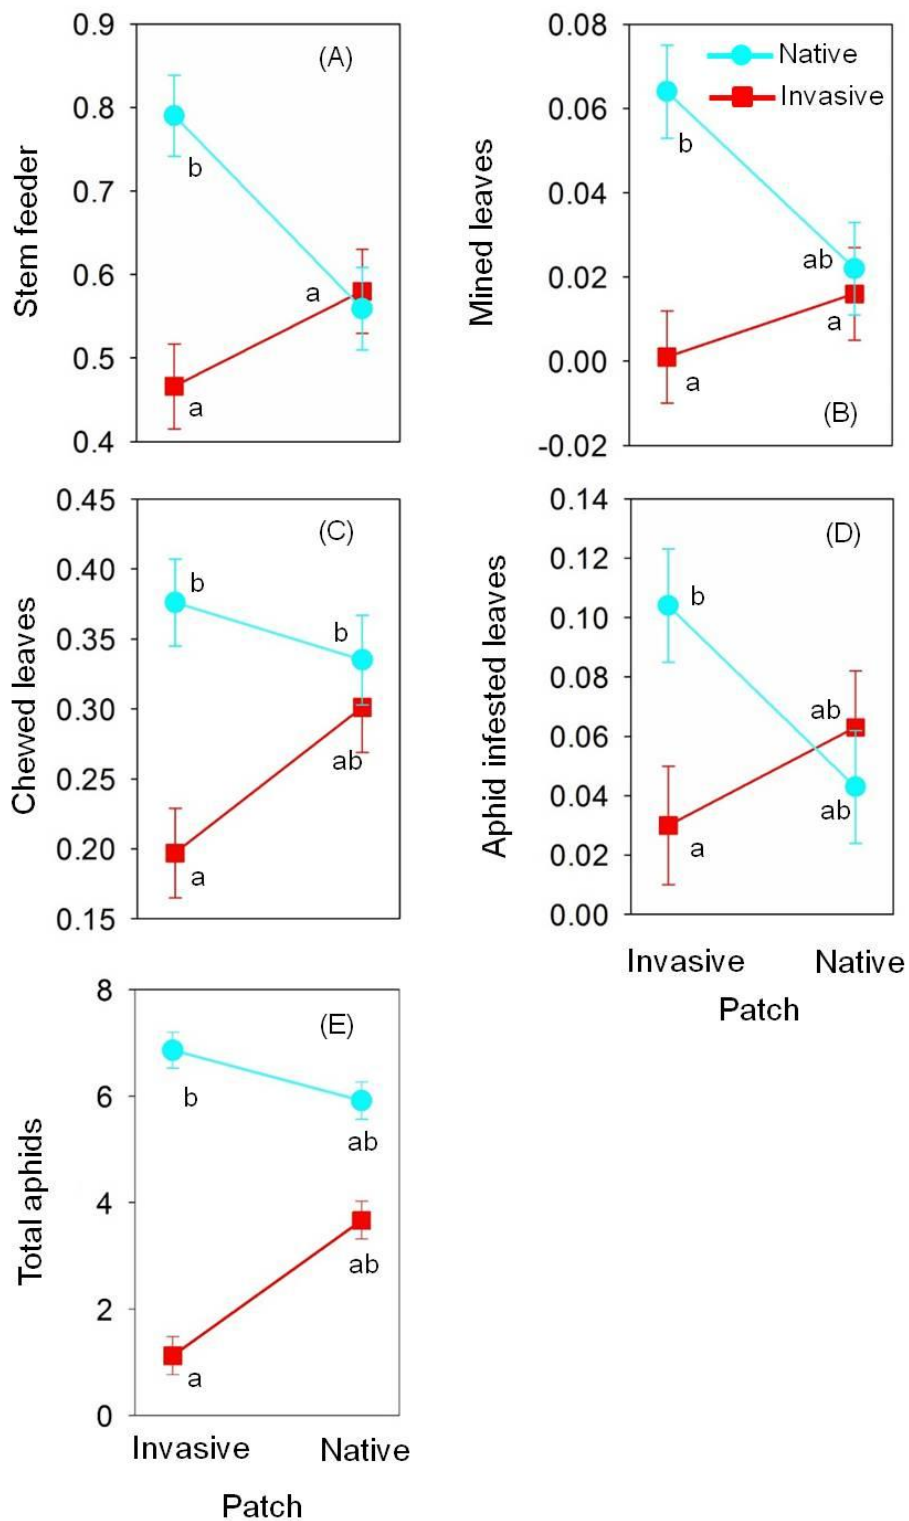 Stem feeder
0.9
0.8
0.7
0.6
0.5
0.4
(A)
b
a
a
Mined leaves
0.08
0.06
0.04
0.02
0.00
-0.02
Native
Invasive
b
ab
a
a
(B)
Chewed leaves
0.45
0.40
0.35
0.30
0.25
0.20
0.15
(C)
b
b
ab
a
Aphid infested leaves
0.14
0.12
0.10
0.08
0.06
0.04
0.02
0.00
(D)
b
ab
ab
a
Invasive Native
Patch
Total aphids
8
6
4
2
0
(E)
b
ab
ab
a
Invasive Native
Patch